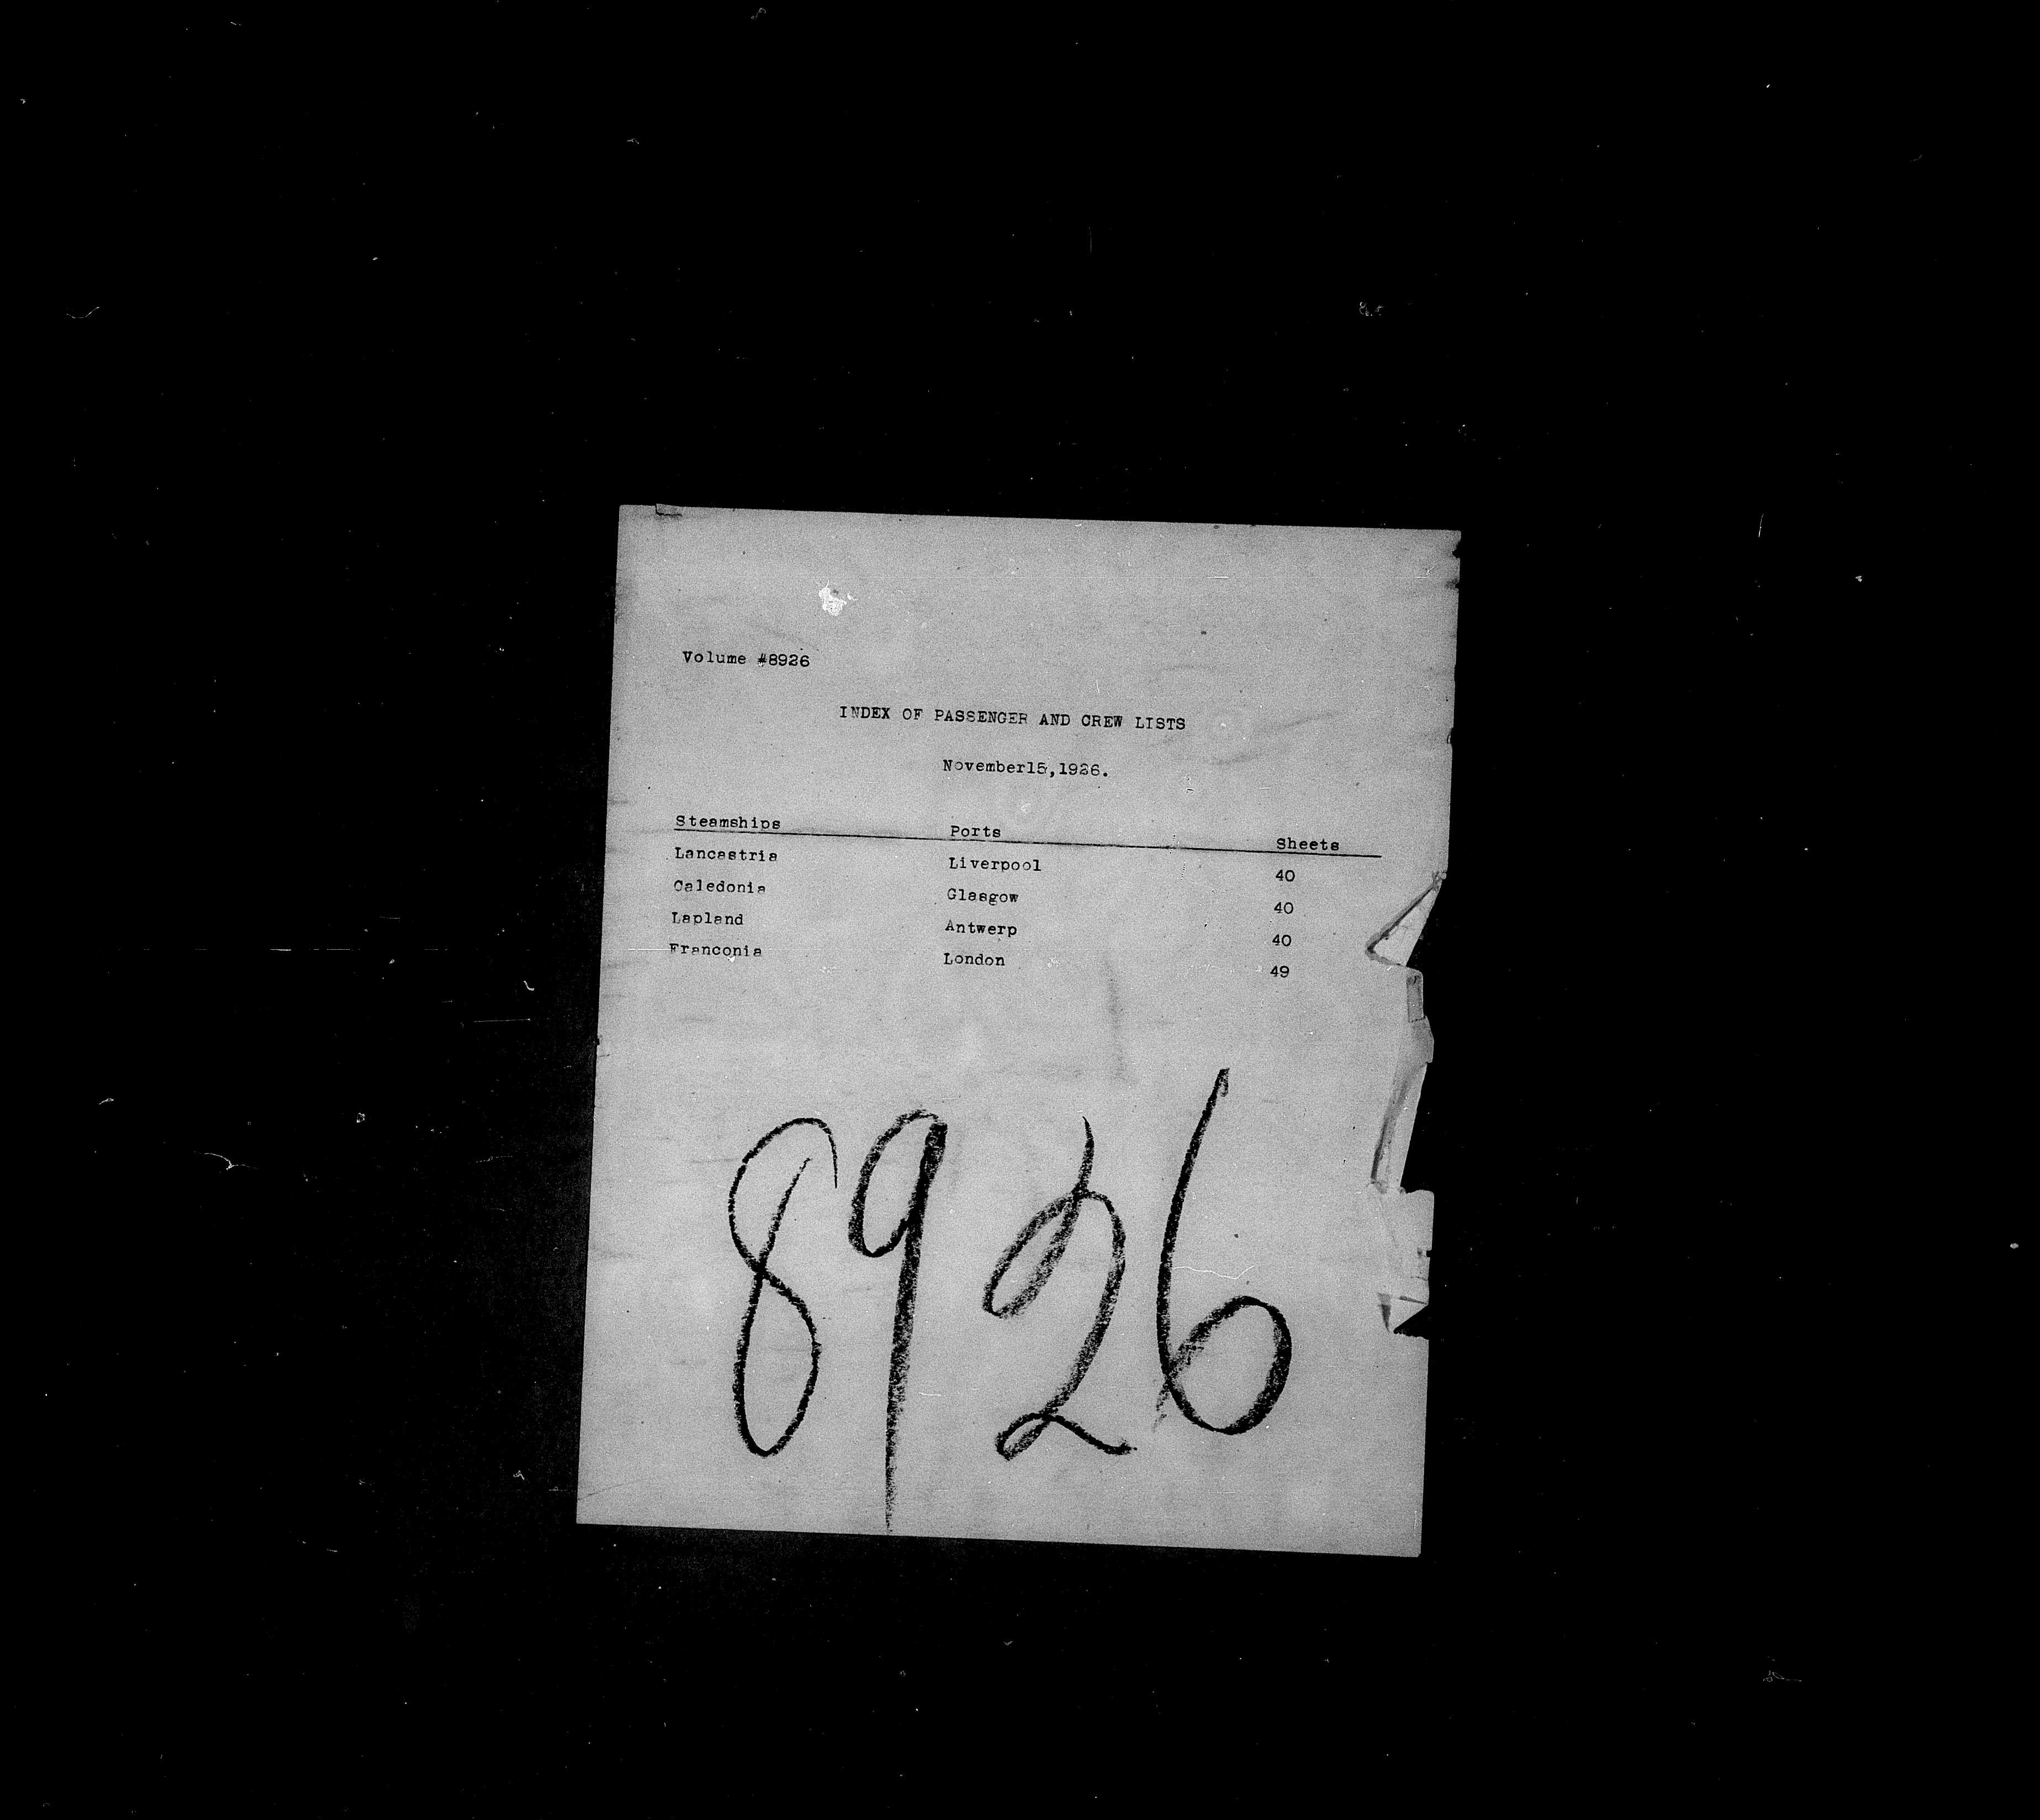 Volume #8926
INDEX OF PASSENGER AND CREW LISTS
November15,1926.
Steamships Ports Sheets
Lancastria Liverpool 40
Caledonia Glasgow 40
Lapland Antwerp 40
Franconia London 49
8926